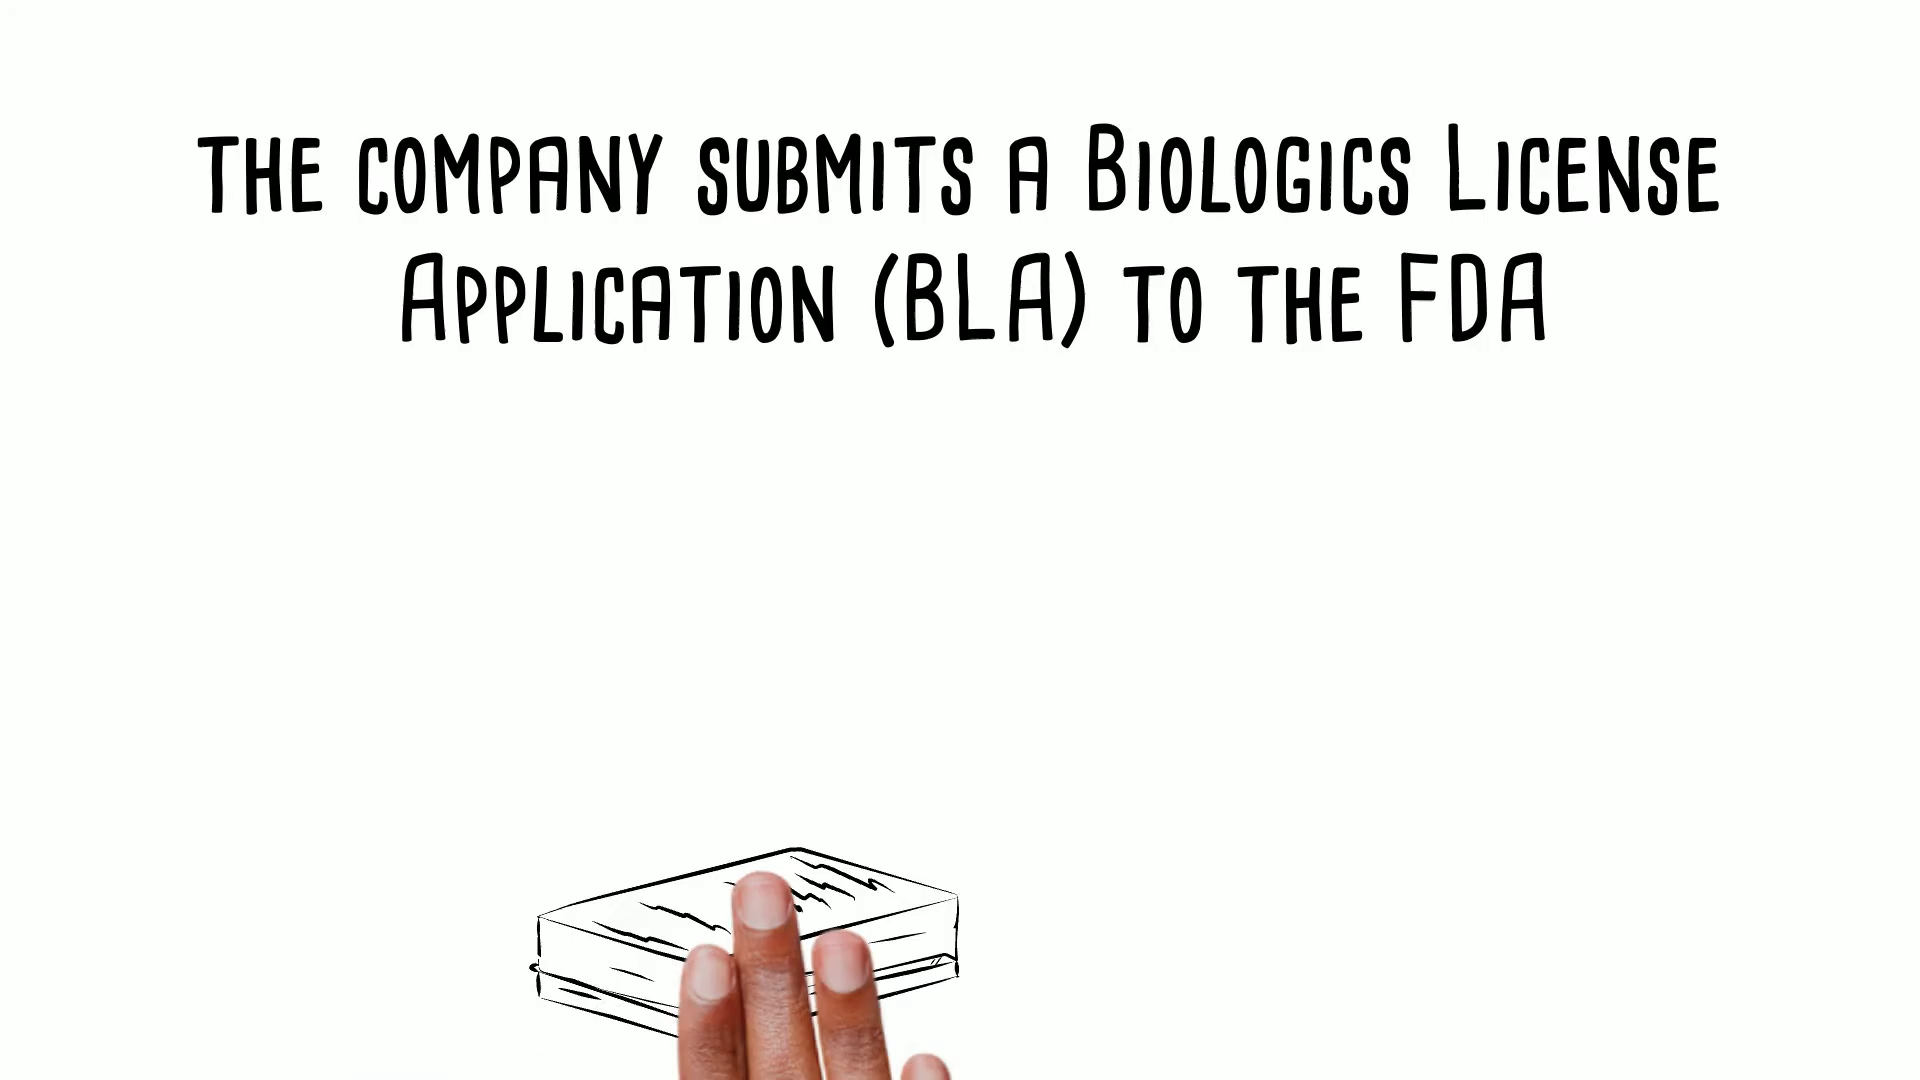 the company submits a Biologics License
Application (BLA) to the FDA